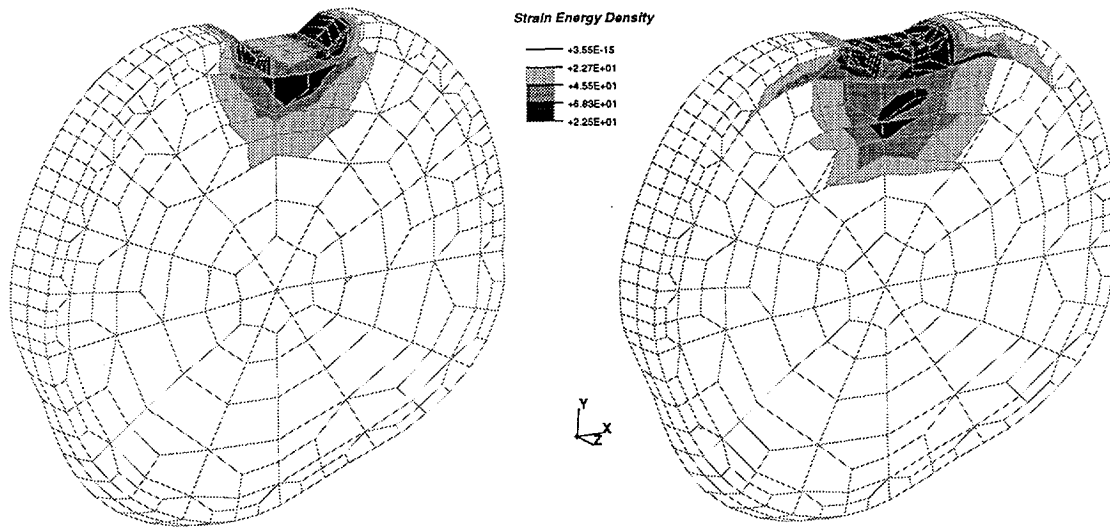 Strain Energy Density
+3.55E-15
+2.27E+01
+4.55E+01
+6.83E+01
+2.25E+01
Y
X
Z